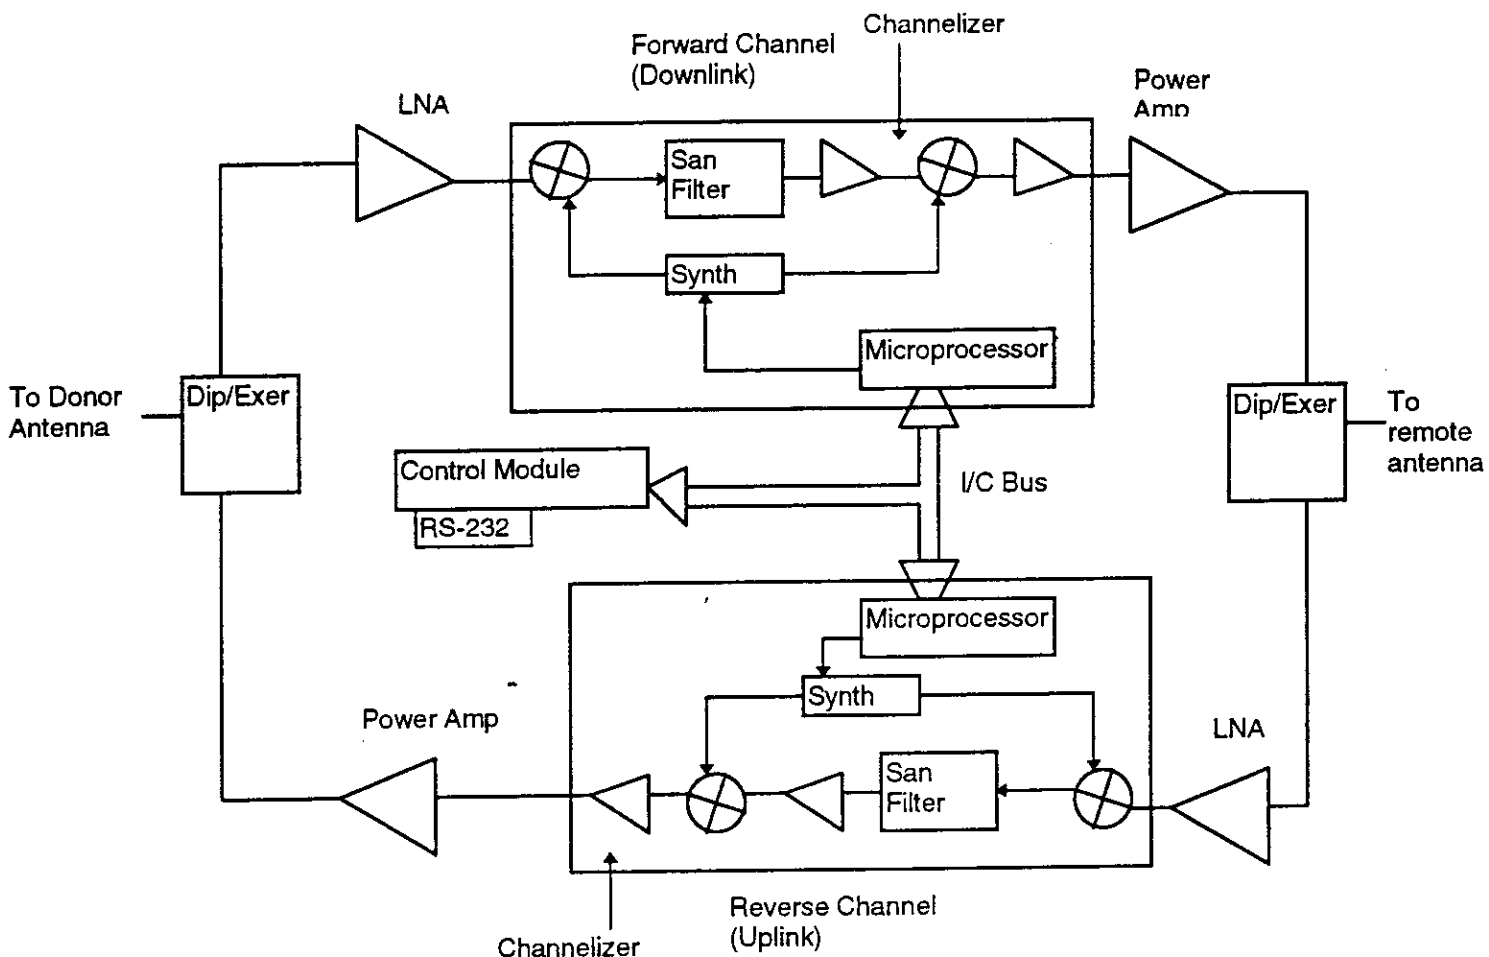 Channelizer
Forward Channel
(Downlink)
Power
Amp
LNA
San
Filter
Synth
Microprocessor
To Donor
Antenna
Dip/Exer
Dip/Exer
To
remote
antenna
Control Module
RS-232
I/C Bus
Microprocessor
Synth
Power Amp
LNA
San
Filter
Reverse Channel
(Uplink)
Channelizer